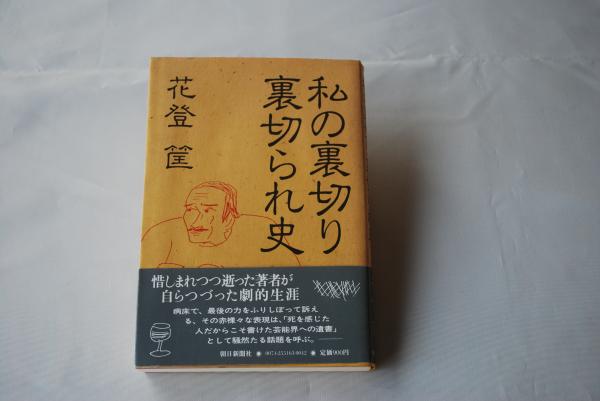 私の裏切り
裏切られ史
花登 筐
惜しまれつつ逝った著者が
自らつづった劇的生涯
病床で、最後の力をふりしぼって訴え
る、その赤裸々な表現は、「死を感じた
人だからこそ書けた芸能界への遺書」
として騒然たる話題を呼ぶ。
朝日新聞社 ● 0074-255163-0042 ● 定価900円